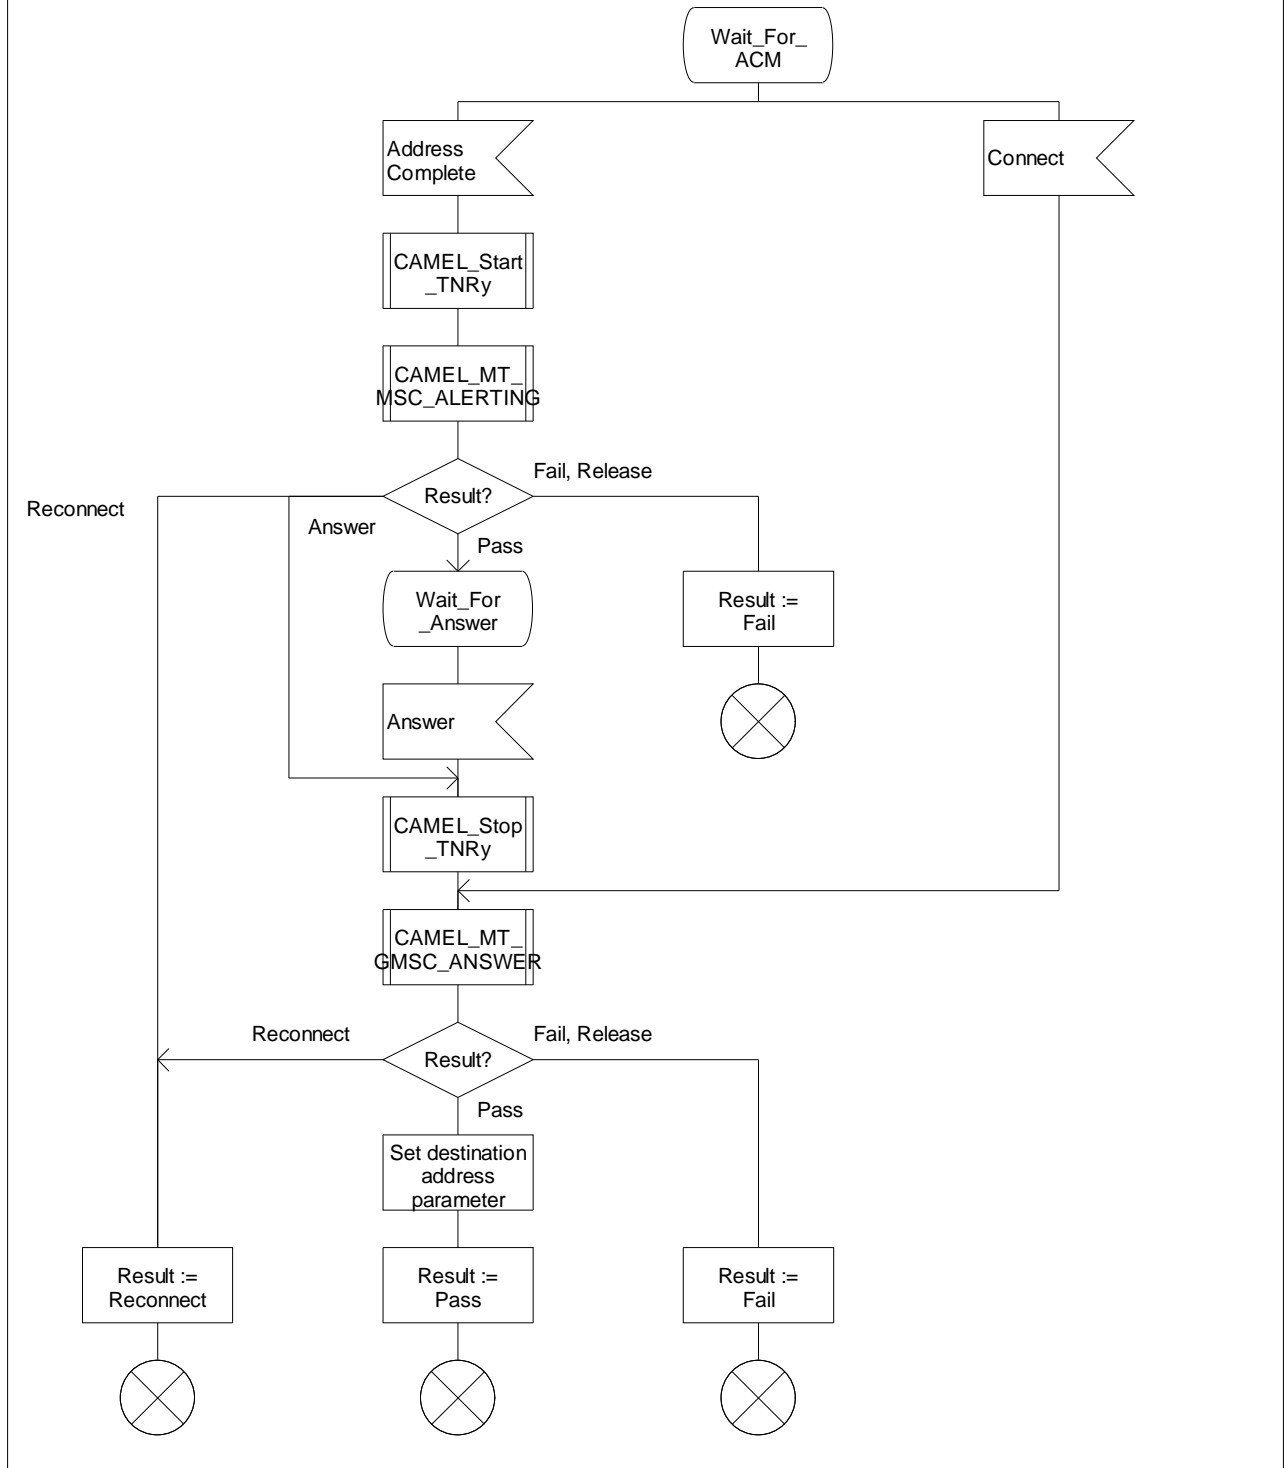 Wait_For_
ACM
Address
Complete
Connect
CAMEL_Start
_TNRy
CAMEL_MT_
MSC_ALERTING
Fail, Release
Result?
Reconnect
Answer
Pass
Wait_For
_Answer
Result :=
Fail
Answer
CAMEL_Stop
_TNRy
CAMEL_MT_
GMSC_ANSWER
Reconnect
Fail, Release
Result?
Pass
Set destination
address
parameter
Result :=
Reconnect
Result :=
Pass
Result :=
Fail